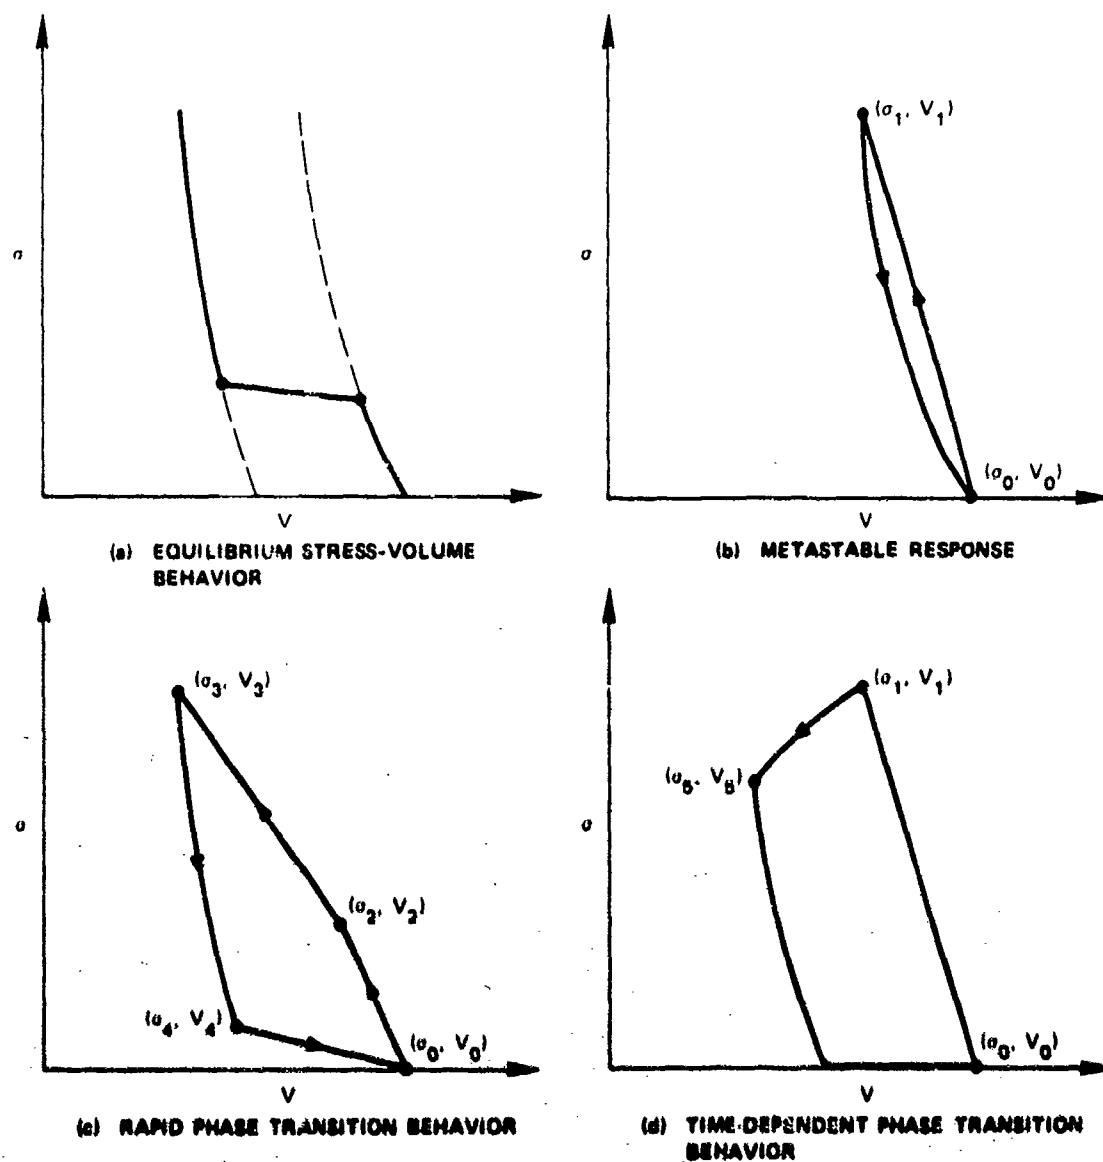 σ
V
(a) EQUILIBRIUM STRESS-VOLUME
BEHAVIOR
(σ₁, V₁)
σ
(σ₀, V₀)
V
(b) METASTABLE RESPONSE
(σ₃, V₃)
σ
(σ₂, V₂)
(σ₄, V₄)
(σ₀, V₀)
V
(c) RAPID PHASE TRANSITION BEHAVIOR
(σ₁, V₁)
(σ₅, V₅)
σ
(σ₀, V₀)
V
(d) TIME-DEPENDENT PHASE TRANSITION
BEHAVIOR